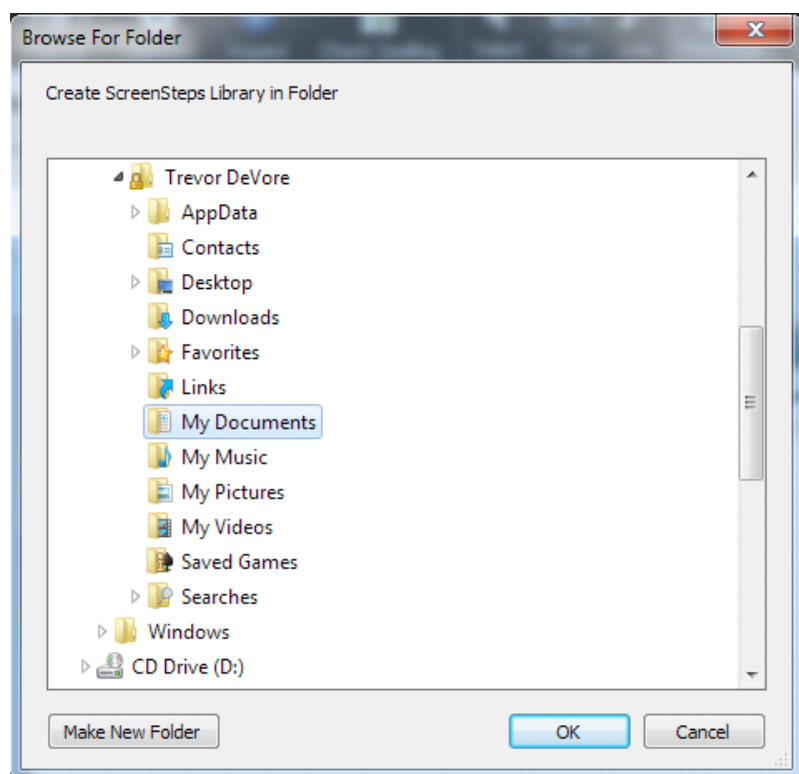 Browse For Folder
Create ScreenSteps Library in Folder
Trevor DeVore
AppData
Contacts
Desktop
Downloads
Favorites
Links
My Documents
My Music
My Pictures
My Videos
Saved Games
Searches
Windows
CD Drive (D:)
Make New Folder
OK
Cancel